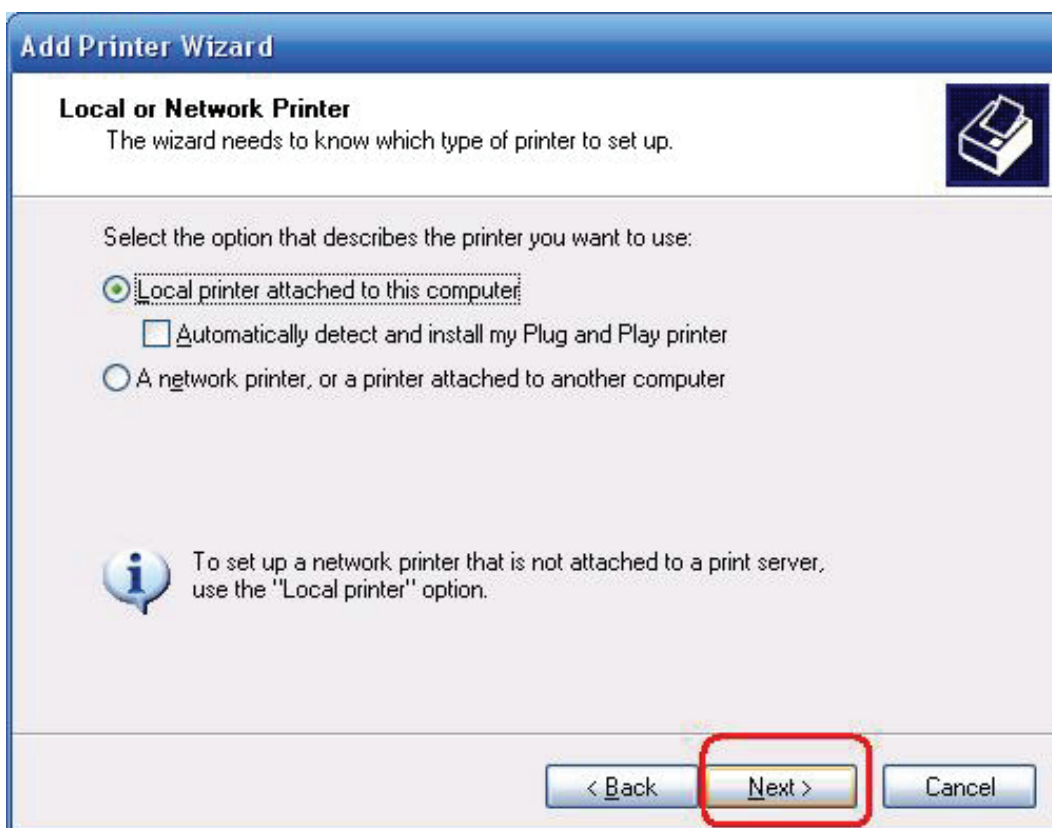 Add Printer Wizard
Local or Network Printer
The wizard needs to know which type of printer to set up.
Select the option that describes the printer you want to use:
Local printer attached to this computer
Automatically detect and install my Plug and Play printer
A network printer, or a printer attached to another computer
To set up a network printer that is not attached to a print server,
use the "Local printer" option.
< Back Next > Cancel